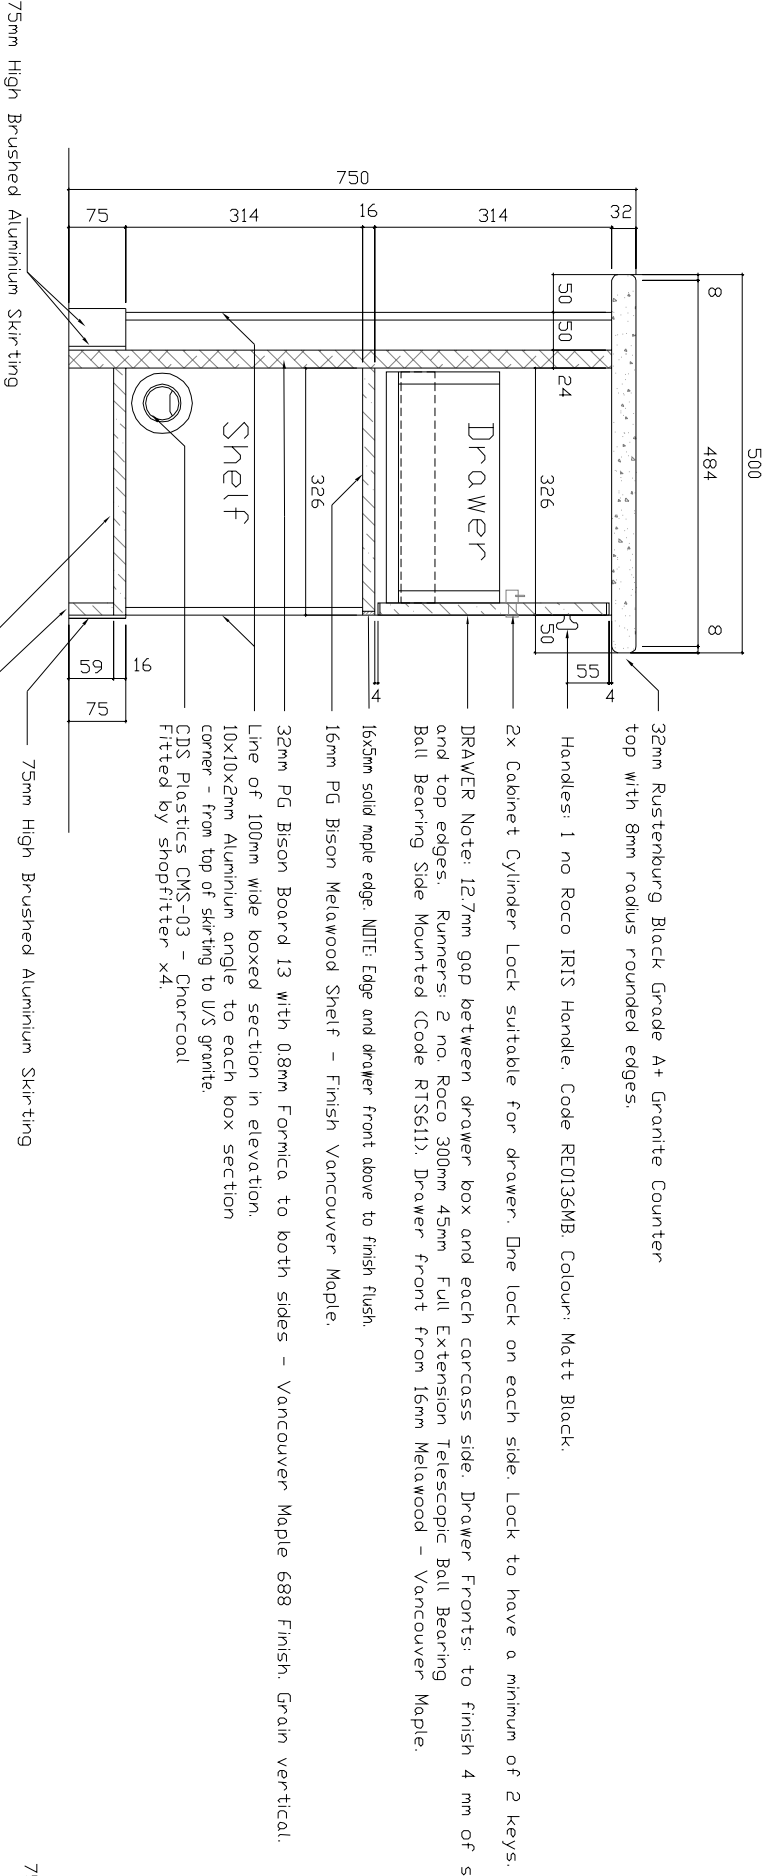 750
75
314
16
314
32
50
50
24
8
8
484
500
326
326
50
55
4
4
59
16
75
Drawer
Shelf
32mm Rustenburg Black Grade A+ Granite Counter
top with 8mm radius rounded edges.
Handles: 1 no Roco IRIS Handle. Code RE0136MB. Colour: Matt Black.
2x Cabinet Cylinder Lock suitable for drawer. One lock on each side. Lock to have a minimum of 2 keys.
DRAWER Note: 12.7mm gap between drawer box and each carcass side. Drawer Fronts: to finish 4 mm of s
and top edges. Runners: 2 no. Roco 300mm 45mm Full Extension Telescopic Ball Bearing
Ball Bearing Side Mounted (Code RTS611). Drawer front from 16mm Melawood - Vancouver Maple.
16x5mm solid maple edge. NOTE: Edge and drawer front above to finish flush.
16mm PG Bison Melawood Shelf - Finish Vancouver Maple.
32mm PG Bison Board 13 with 0.8mm Formica to both sides - Vancouver Maple 688 Finish. Grain vertical.
Line of 100mm wide boxed section in elevation.
10x10x2mm Aluminium angle to each box section
corner - from top of skirting to U/S granite.
CDS Plastics CMS-03 - Charcoal
Fitted by shopfitter x4.
75mm High Brushed Aluminium Skirting
75mm High Brushed Aluminium Skirting